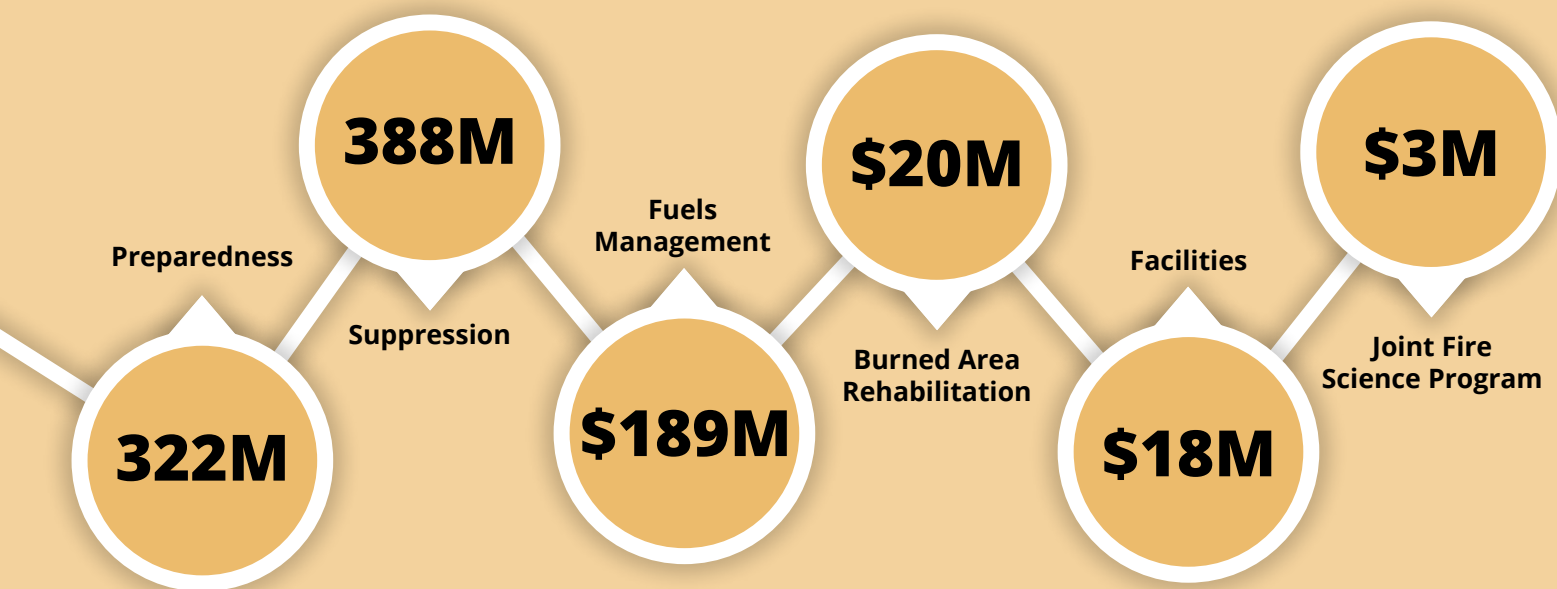 Preparedness
322M
388M
Suppression
Fuels
Management
$189M
$20M
Burned Area
Rehabilitation
Facilities
$18M
$3M
Joint Fire
Science Program